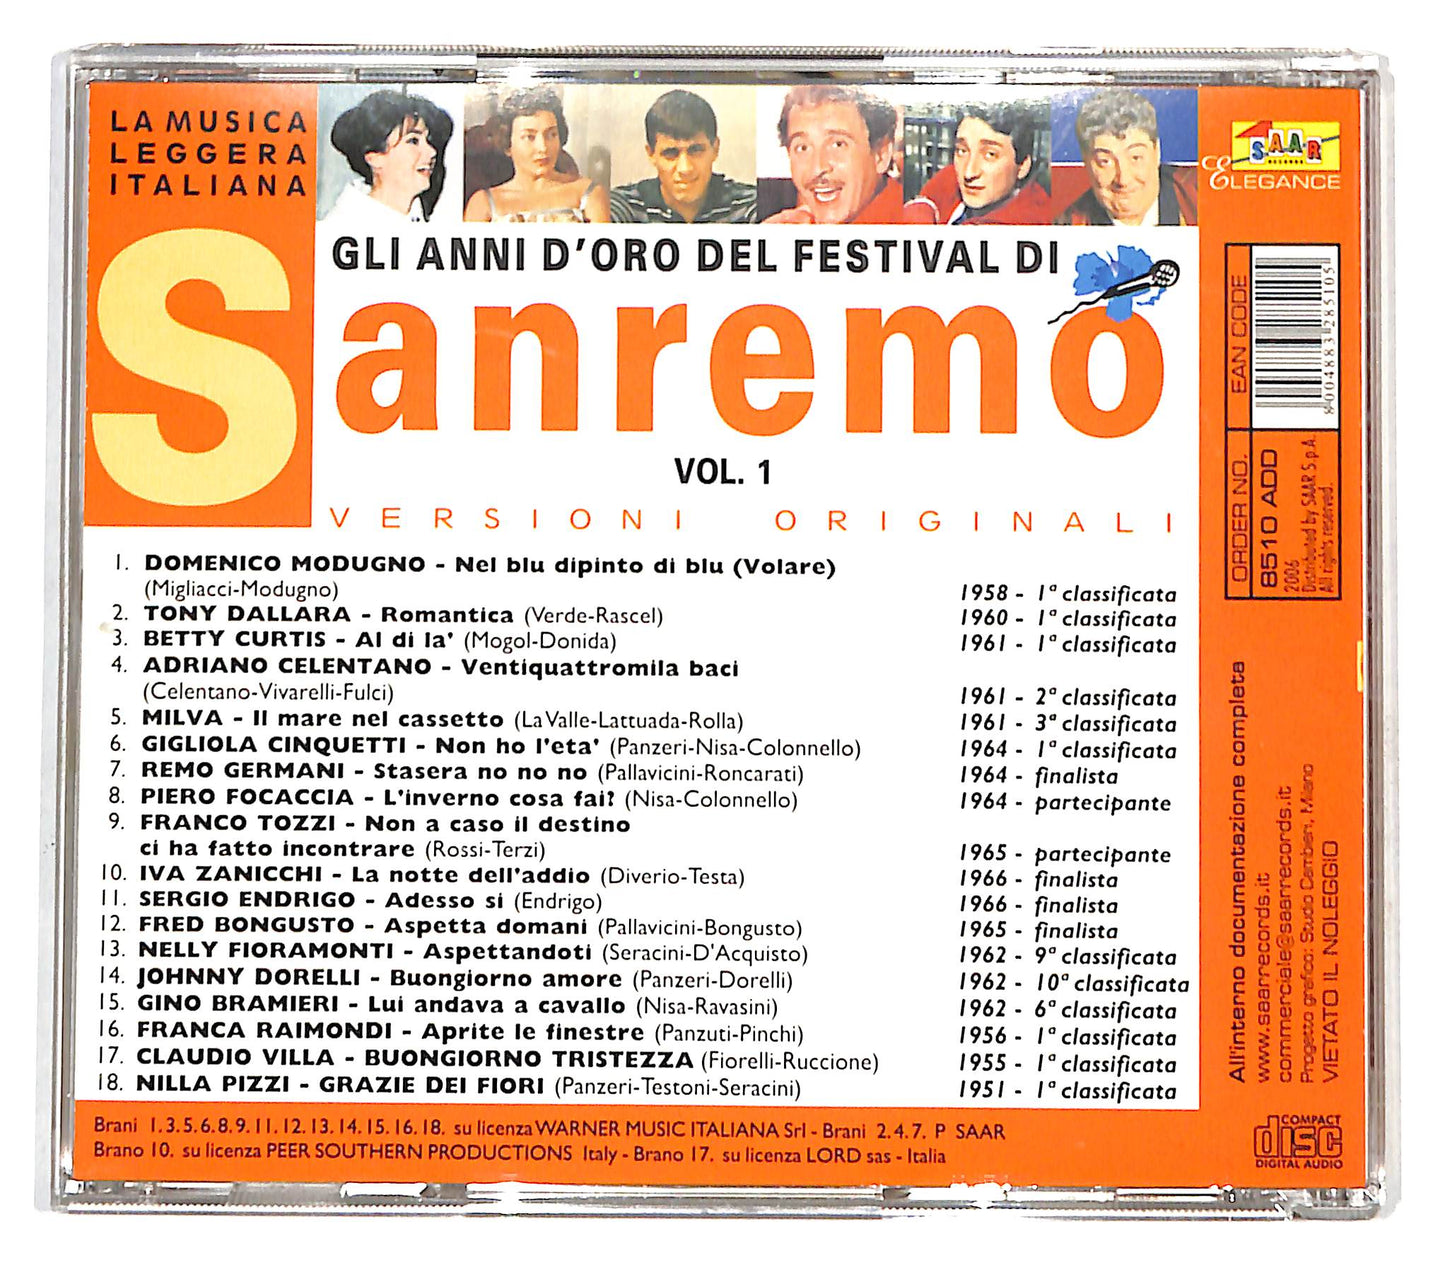 LA MUSICA
LEGGERA
ITALIANA
GLI ANNI D'ORO DEL FESTIVAL DI
Sanremo
VOL. 1
VERSIONI ORIGINALI
1. DOMENICO MODUGNO - Nel blu dipinto di blu (Volare)
(Migliacci-Modugno) 1958 - 1ª classificata
2. TONY DALLARA - Romantica (Verde-Rascel) 1960 - 1ª classificata
3. BETTY CURTIS - Al di la' (Mogol-Donida) 1961 - 1ª classificata
4. ADRIANO CELENTANO - Ventiquattromila baci
(Celentano-Vivarelli-Fulci) 1961 - 2ª classificata
5. MILVA - Il mare nel cassetto (La Valle-Lattuada-Rolla) 1961 - 3ª classificata
6. GIGLIOLA CINQUETTI - Non ho l'eta' (Panzeri-Nisa-Colonnello) 1964 - 1ª classificata
7. REMO GERMANI - Stasera no no no (Pallavicini-Roncarati) 1964 - finalista
8. PIERO FOCACCIA - L'inverno cosa fai? (Nisa-Colonnello) 1964 - partecipante
9. FRANCO TOZZI - Non a caso il destino
ci ha fatto incontrare (Rossi-Terzi) 1965 - partecipante
10. IVA ZANICCHI - La notte dell'addio (Diverio-Testa) 1966 - finalista
11. SERGIO ENDRIGO - Adesso si (Endrigo) 1966 - finalista
12. FRED BONGUSTO - Aspetta domani (Pallavicini-Bongusto) 1965 - finalista
13. NELLY FIORAMONTI - Aspettandoti (Seracini-D'Acquisto) 1962 - 9ª classificata
14. JOHNNY DORELLI - Buongiorno amore (Panzeri-Dorelli) 1962 - 10ª classificata
15. GINO BRAMIERI - Lui andava a cavallo (Nisa-Ravasini) 1962 - 6ª classificata
16. FRANCA RAIMONDI - Aprite le finestre (Panzuti-Pinchi) 1956 - 1ª classificata
17. CLAUDIO VILLA - BUONGIORNO TRISTEZZA (Fiorelli-Ruccione) 1955 - 1ª classificata
18. NILLA PIZZI - GRAZIE DEI FIORI (Panzeri-Testoni-Seracini) 1951 - 1ª classificata
Brani 1.3.5.6.8.9.11.12.13.14.15.16.18. su licenza WARNER MUSIC ITALIANA Srl - Brani 2.4.7. P SAAR
Brano 10. su licenza PEER SOUTHERN PRODUCTIONS Italy - Brano 17. su licenza LORD sas - Italia
1 SAAR
RECORDS
ELEGANCE
EAN CODE
8 004883 285105
ORDER NO.
8510 ADD
2006
Distributed by SAAR S.p.A.
All rights reserved.
All'interno documentazione completa
www.saarrecords.it
commerciale@saarrecords.it
Progetto grafico: Studio Cambieri, Milano
VIETATO IL NOLEGGIO
COMPACT
disc
DIGITAL AUDIO